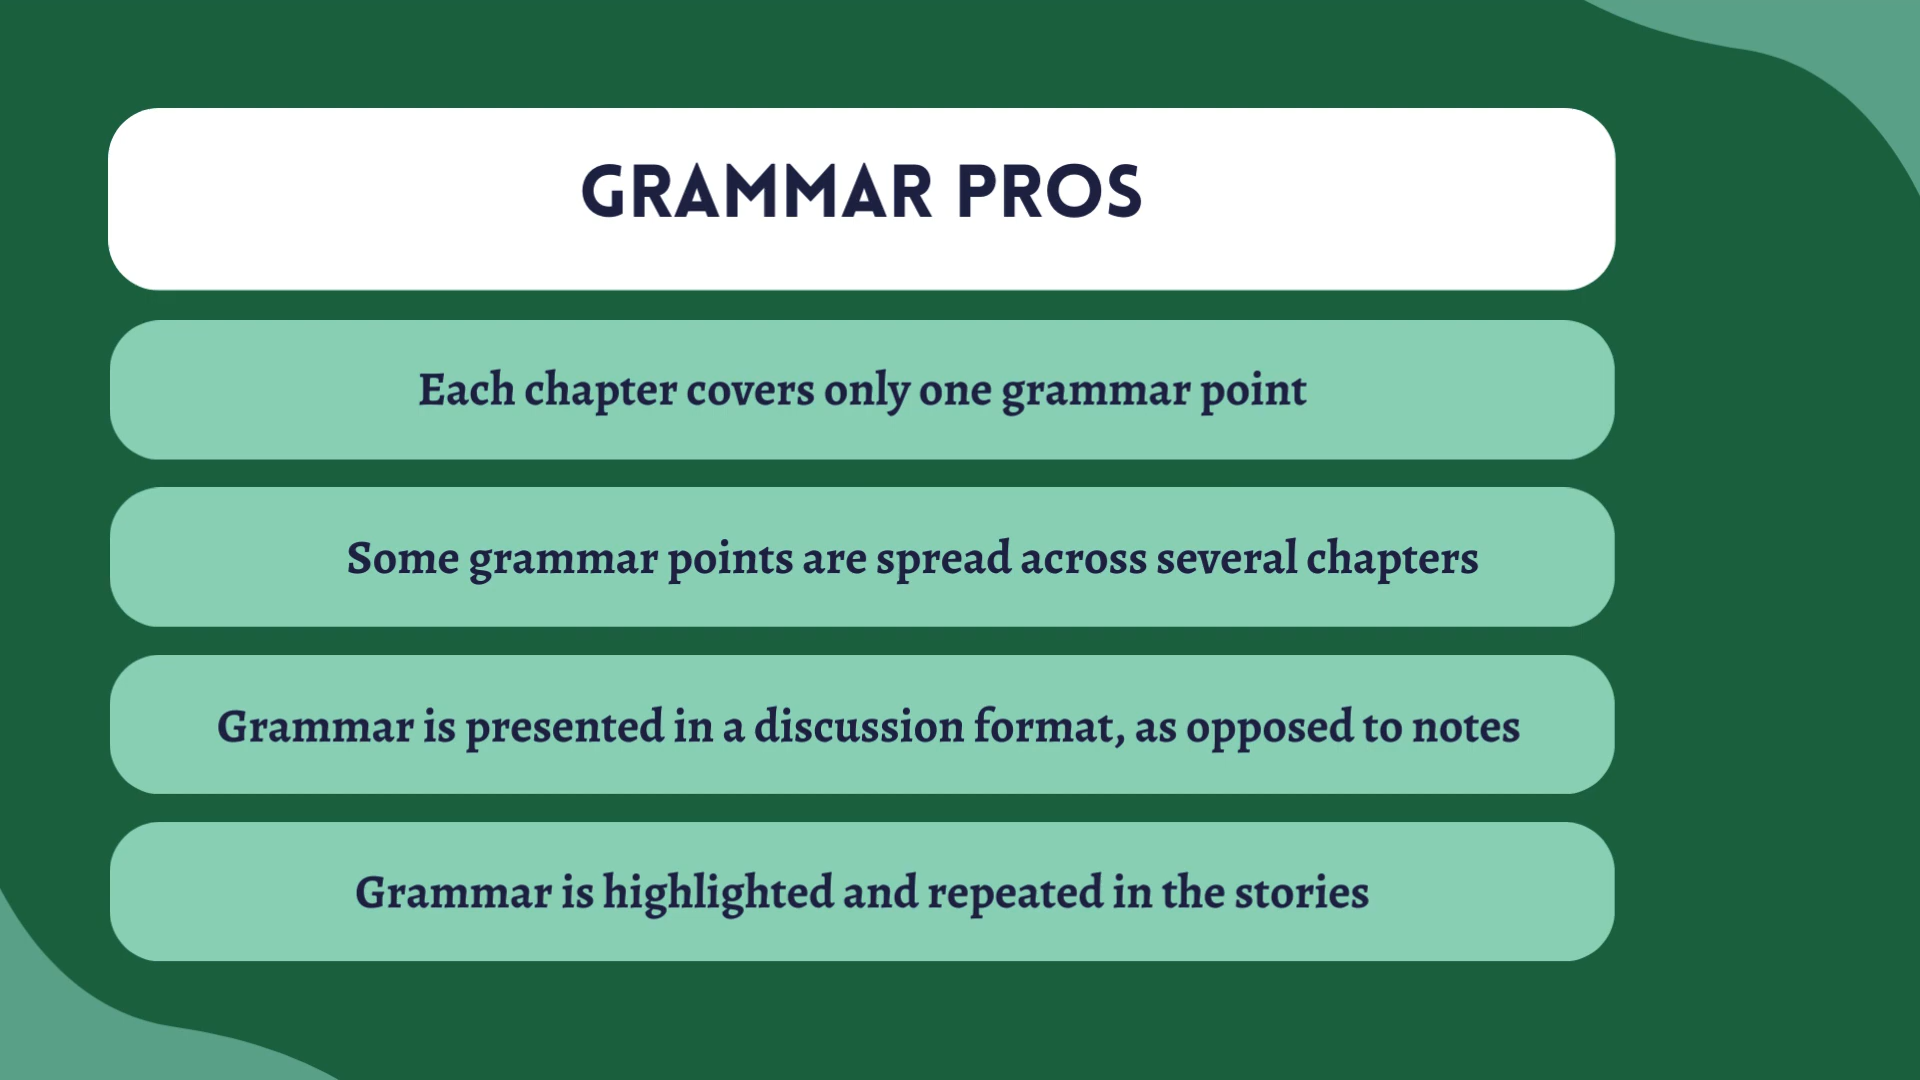 GRAMMAR PROS
Each chapter covers only one grammar point
Some grammar points are spread across several chapters
Grammar is presented in a discussion format, as opposed to notes
Grammar is highlighted and repeated in the stories